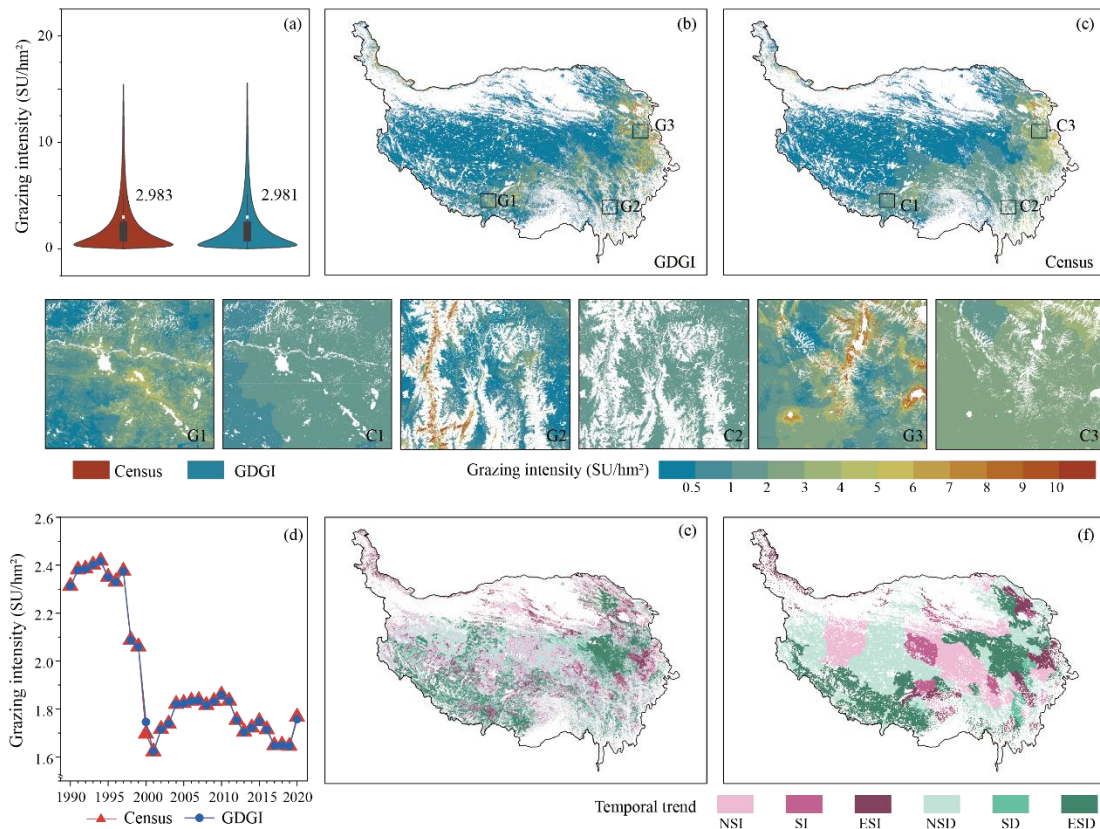 (a)
Grazing intensity (SU/hm²)
20
10
0
2.983
2.981
(b)
G3
G1
G2
GDGI
(c)
C3
C1
C2
Census
G1
C1
G2
C2
G3
C3
Census
GDGI
Grazing intensity (SU/hm²)
0.5 1 2 3 4 5 6 7 8 9 10
(d)
Grazing intensity (SU/hm²)
2.6
2.4
2.2
2.0
1.8
1.6
1990 1995 2000 2005 2010 2015 2020
Census
GDGI
(e)
(f)
Temporal trend
NSI SI ESI NSD SD ESD